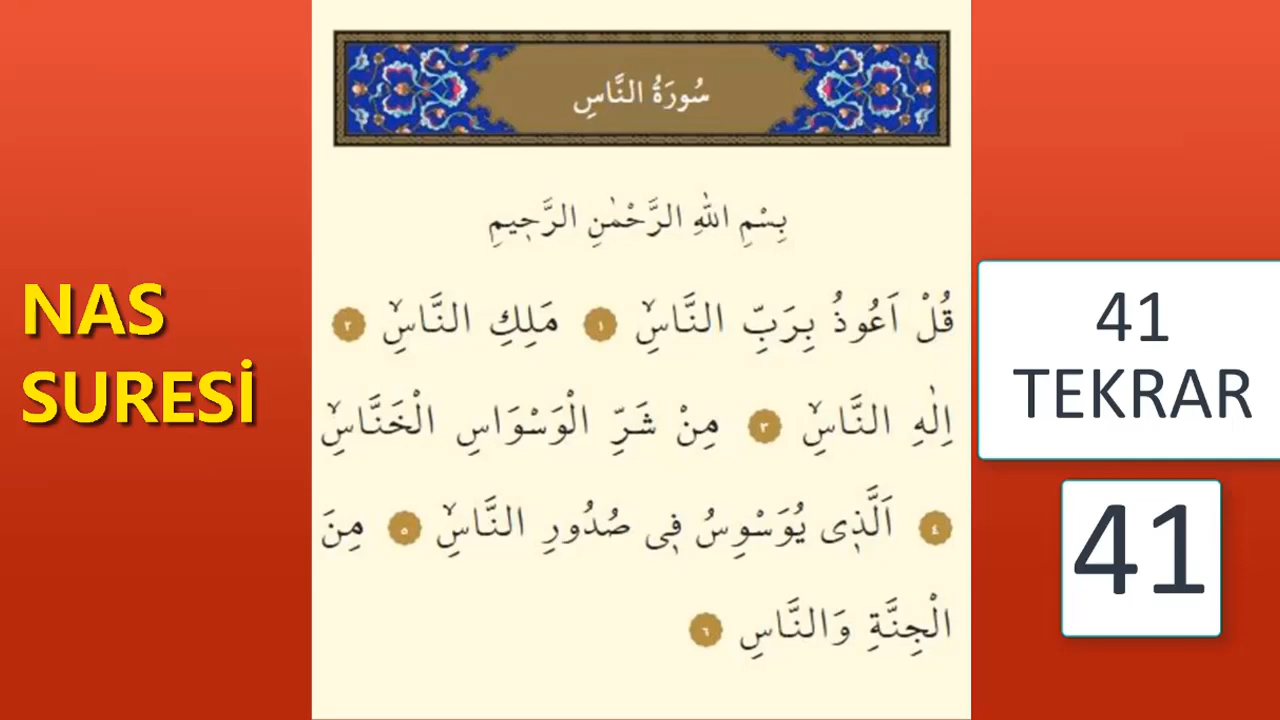 NAS
SURESİ
سُورَةُ النَّاسِ
بِسْمِ اللّٰهِ الرَّحْمٰنِ الرَّح۪يمِ
قُلْ اَعُوذُ بِرَبِّ النَّاسِۙ ١ مَلِكِ النَّاسِۙ ٢
اِلٰهِ النَّاسِۙ ٣ مِنْ شَرِّ الْوَسْوَاسِ الْخَنَّاسِۙ
٤ اَلَّذ۪ى يُوَسْوِسُ ف۪ى صُدُورِ النَّاسِۙ ٥ مِنَ
الْجِنَّةِ وَالنَّاسِ ٦
41
TEKRAR
41